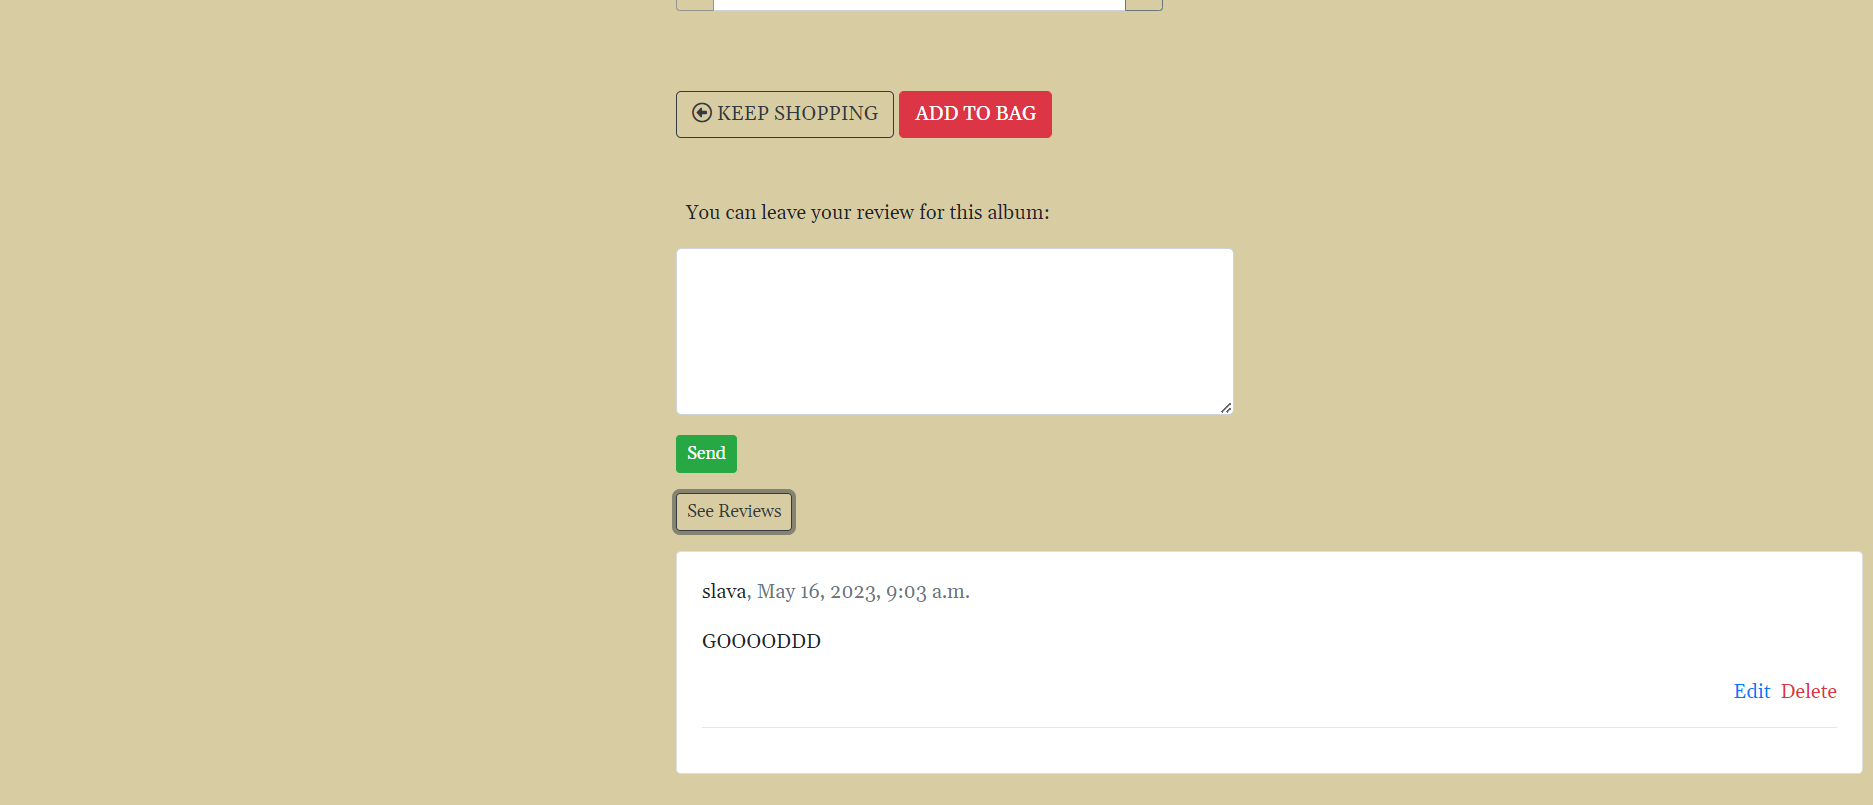 KEEP SHOPPING ADD TO BAG
You can leave your review for this album:
Send
See Reviews
slava, May 16, 2023, 9:03 a.m.
GOOOODDD
Edit Delete